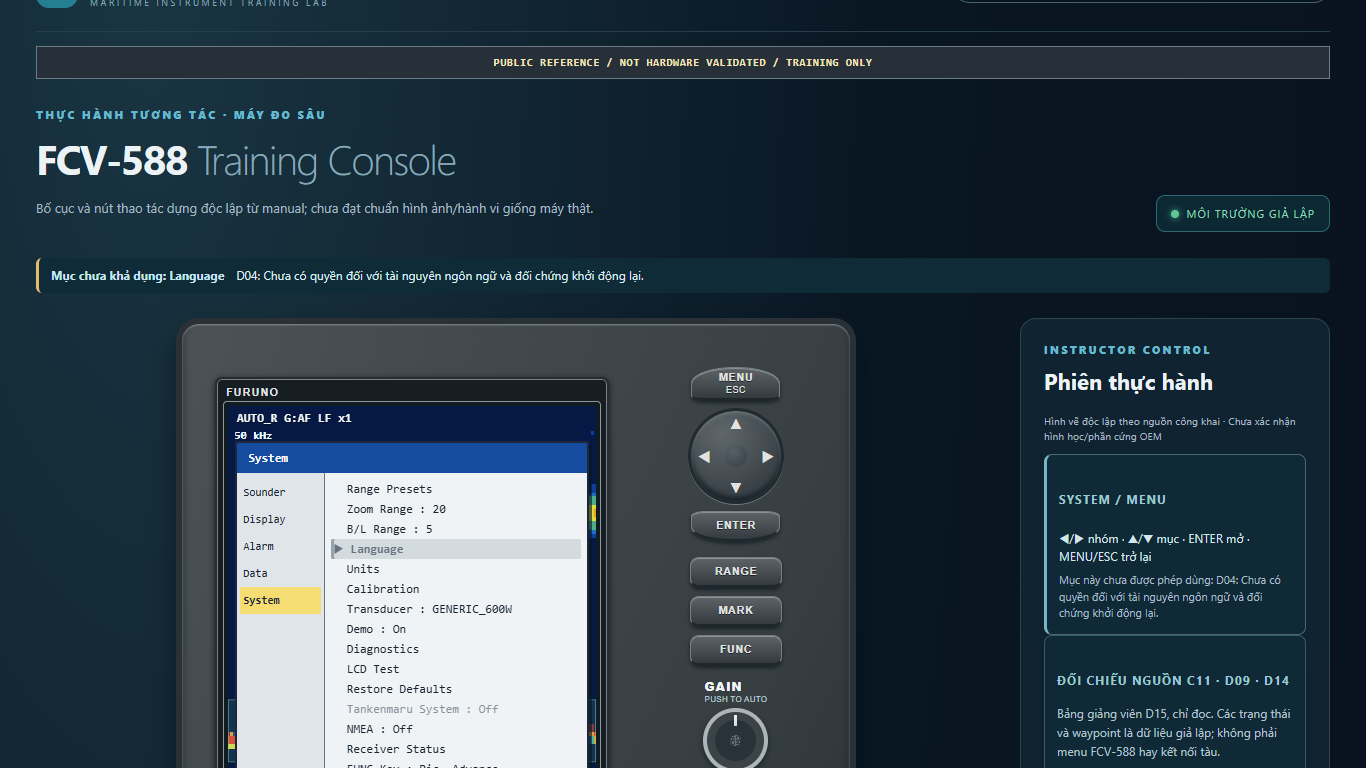 MARITIME INSTRUMENT TRAINING LAB
PUBLIC REFERENCE / NOT HARDWARE VALIDATED / TRAINING ONLY
THỰC HÀNH TƯƠNG TÁC · MÁY ĐO SÂU
FCV-588 Training Console
Bố cục và nút thao tác dựng độc lập từ manual; chưa đạt chuẩn hình ảnh/hành vi giống máy thật.
MÔI TRƯỜNG GIẢ LẬP
Mục chưa khả dụng: Language D04: Chưa có quyền đối với tài nguyên ngôn ngữ và đối chứng khởi động lại.
FURUNO
AUTO_R G:AF LF x1
50 kHz
System
Sounder
Display
Alarm
Data
System
Range Presets
Zoom Range : 20
B/L Range : 5
▶ Language
Units
Calibration
Transducer : GENERIC_600W
Demo : On
Diagnostics
LCD Test
Restore Defaults
Tankenmaru System : Off
NMEA : Off
Receiver Status
MENU
ESC
▲
◀ ▶
▼
ENTER
RANGE
MARK
FUNC
GAIN
PUSH TO AUTO
INSTRUCTOR CONTROL
Phiên thực hành
Hình vẽ độc lập theo nguồn công khai · Chưa xác nhận
hình học/phần cứng OEM
SYSTEM / MENU
◀/▶ nhóm · ▲/▼ mục · ENTER mở ·
MENU/ESC trở lại
Mục này chưa được phép dùng: D04: Chưa có
quyền đối với tài nguyên ngôn ngữ và đối
chứng khởi động lại.
ĐỐI CHIẾU NGUỒN C11 · D09 · D14
Bảng giảng viên D15, chỉ đọc. Các trạng thái
và waypoint là dữ liệu giả lập; không phải
menu FCV-588 hay kết nối tàu.